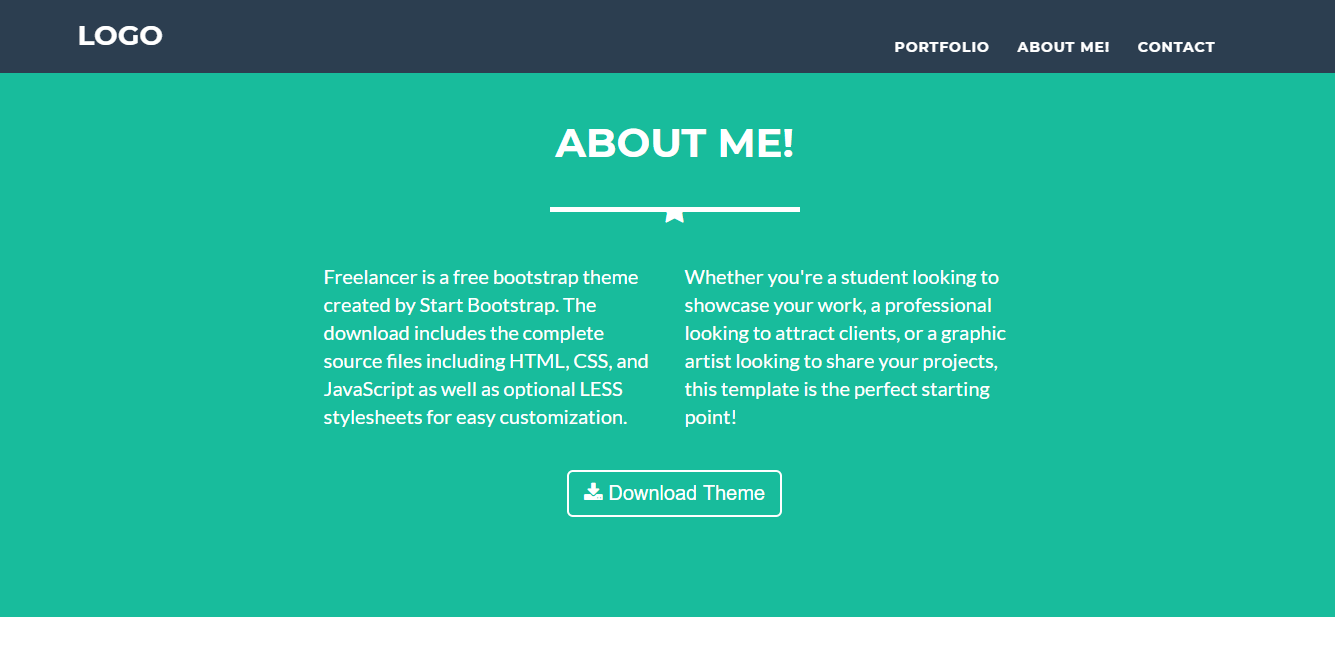 LOGO
PORTFOLIO ABOUT ME! CONTACT
ABOUT ME!
Freelancer is a free bootstrap theme
created by Start Bootstrap. The
download includes the complete
source files including HTML, CSS, and
JavaScript as well as optional LESS
stylesheets for easy customization.
Whether you're a student looking to
showcase your work, a professional
looking to attract clients, or a graphic
artist looking to share your projects,
this template is the perfect starting
point!
Download Theme